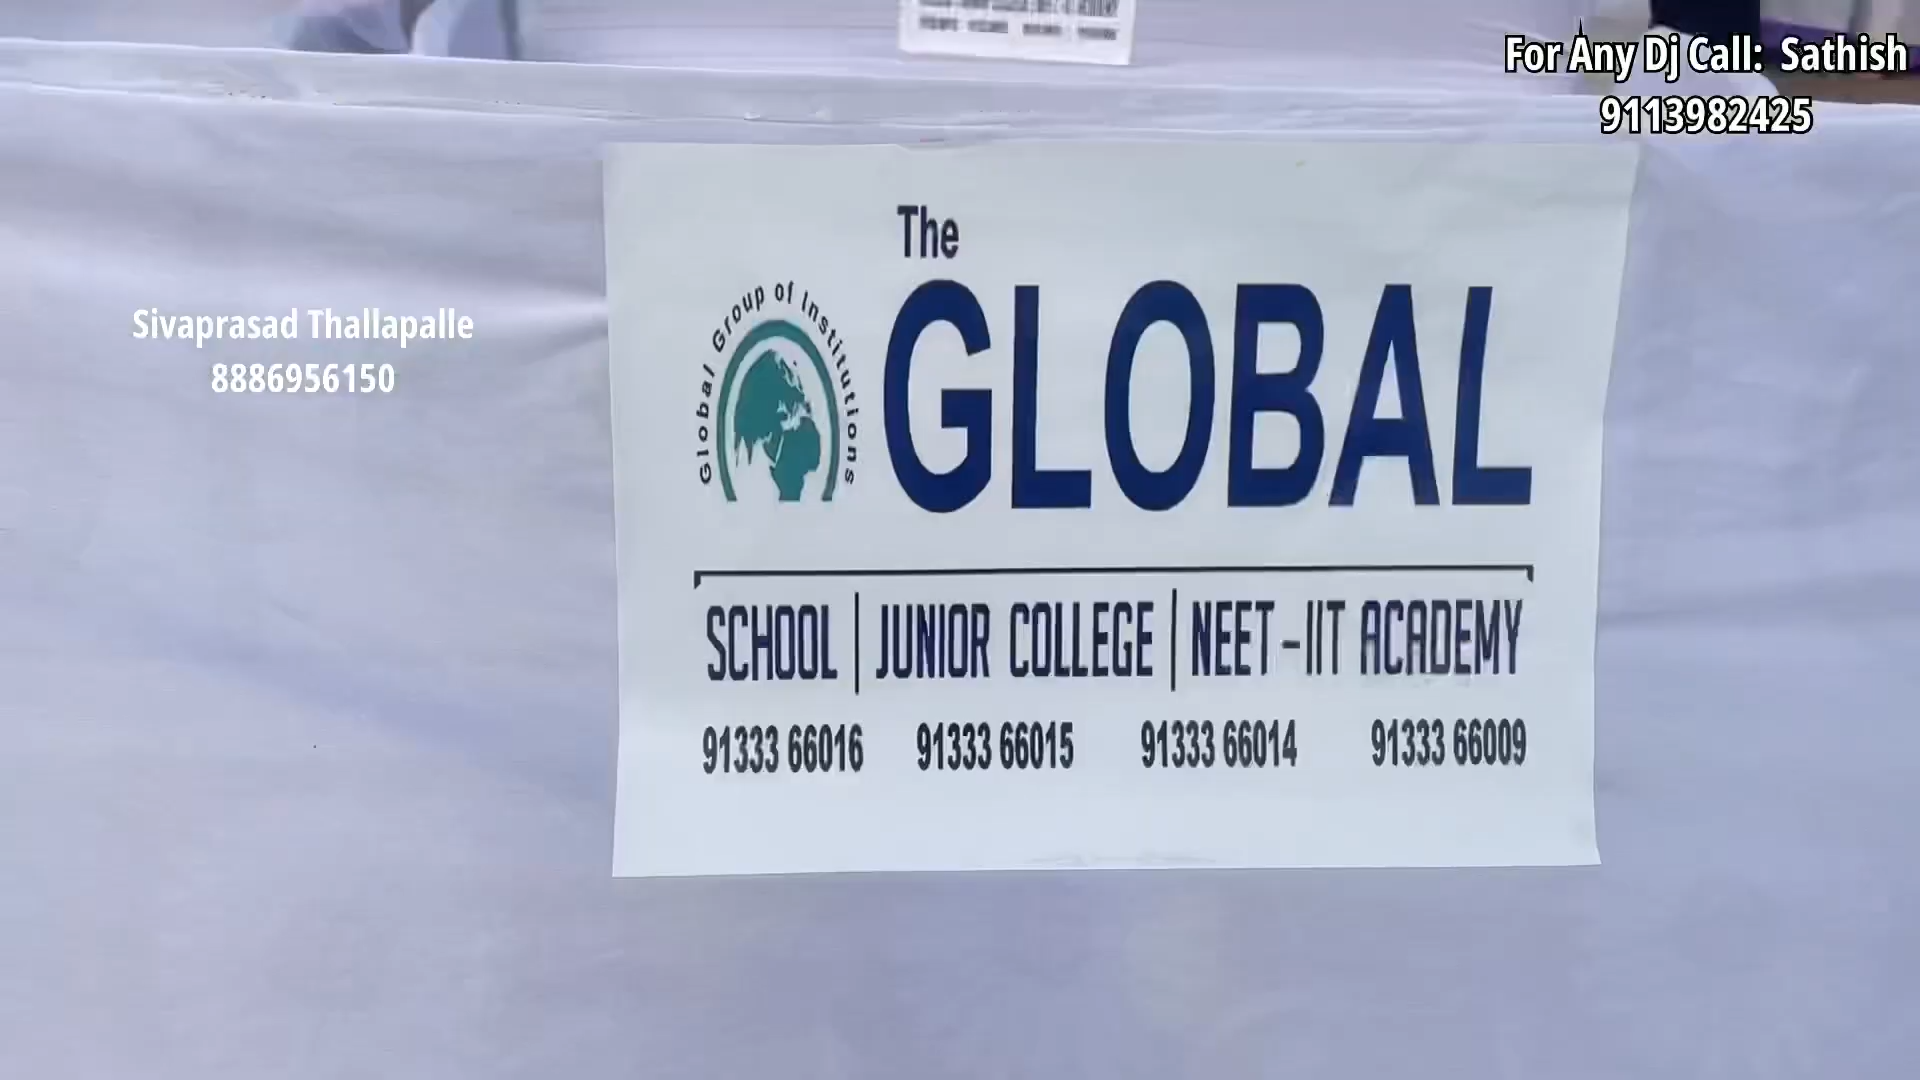 For Any Dj Call: Sathish
9113982425
Sivaprasad Thallapalle
8886956150
The
GLOBAL
Global Group of Institutions
SCHOOL | JUNIOR COLLEGE | NEET-IIT ACADEMY
91333 66016 91333 66015 91333 66014 91333 66009